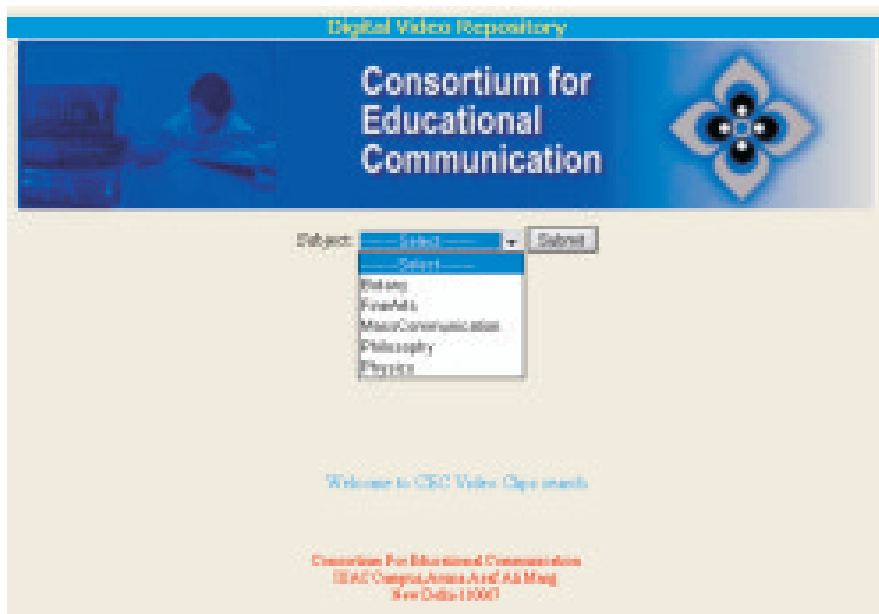 Digital Video Repository
Consortium for
Educational
Communication
Subject: -------Select------- Submit
-------Select-------
Botany
FineArts
MassCommunication
Philosophy
Physics
Welcome to CEC Video Clips search
Consortium For Educational Communication
Campus, Aruna Asaf Ali Marg
New Delhi-110067